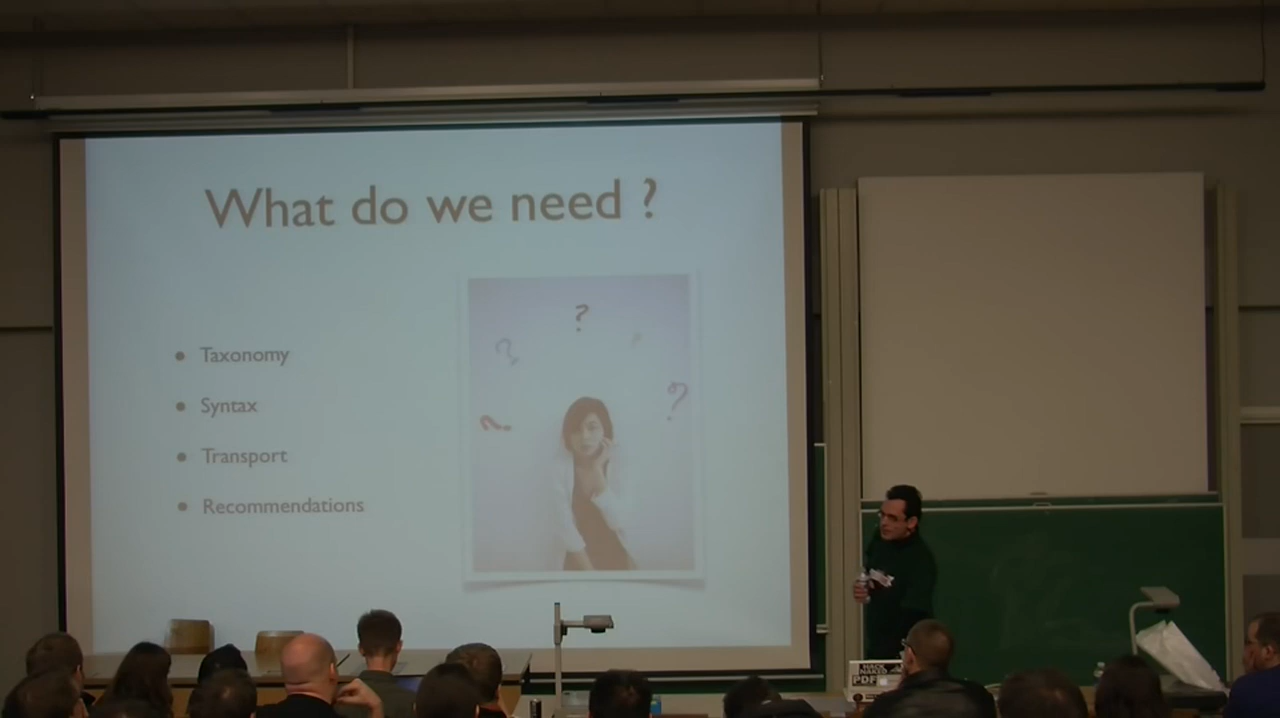 What do we need ?
?
?
?
?
Taxonomy
Syntax
Transport
Recommendations
HACK
NAKED
PDF